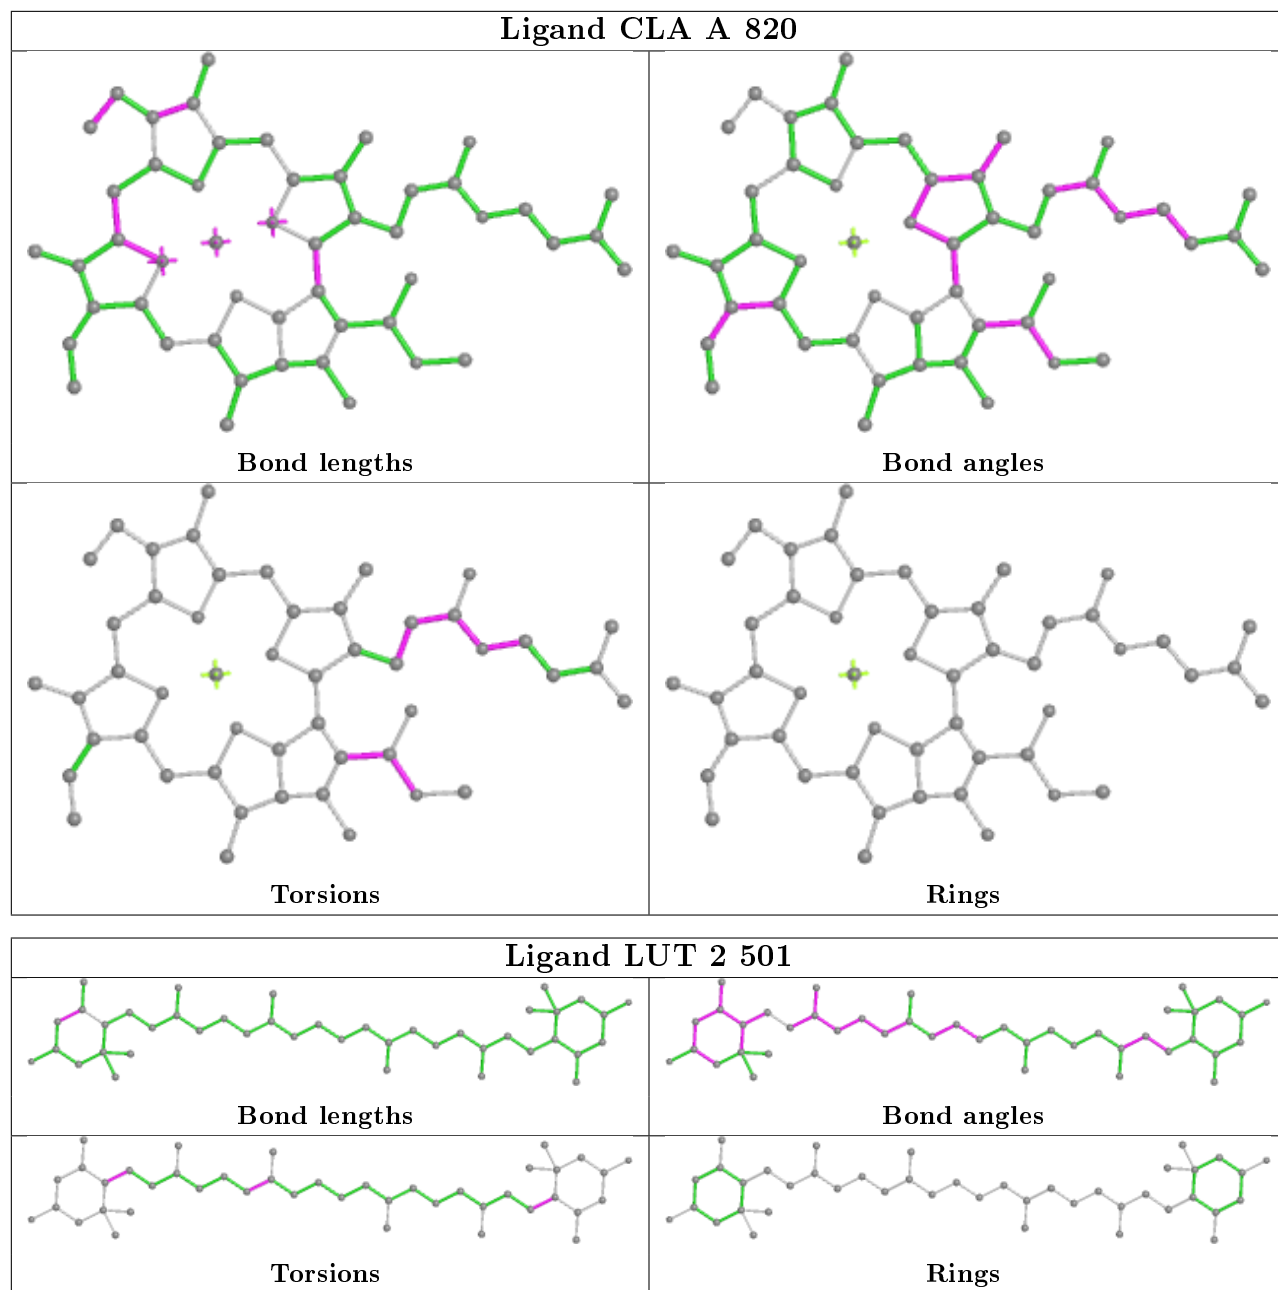 Ligand CLA A 820
Bond lengths
Bond angles
Torsions
Rings
Ligand LUT 2 501
Bond lengths
Bond angles
Torsions
Rings